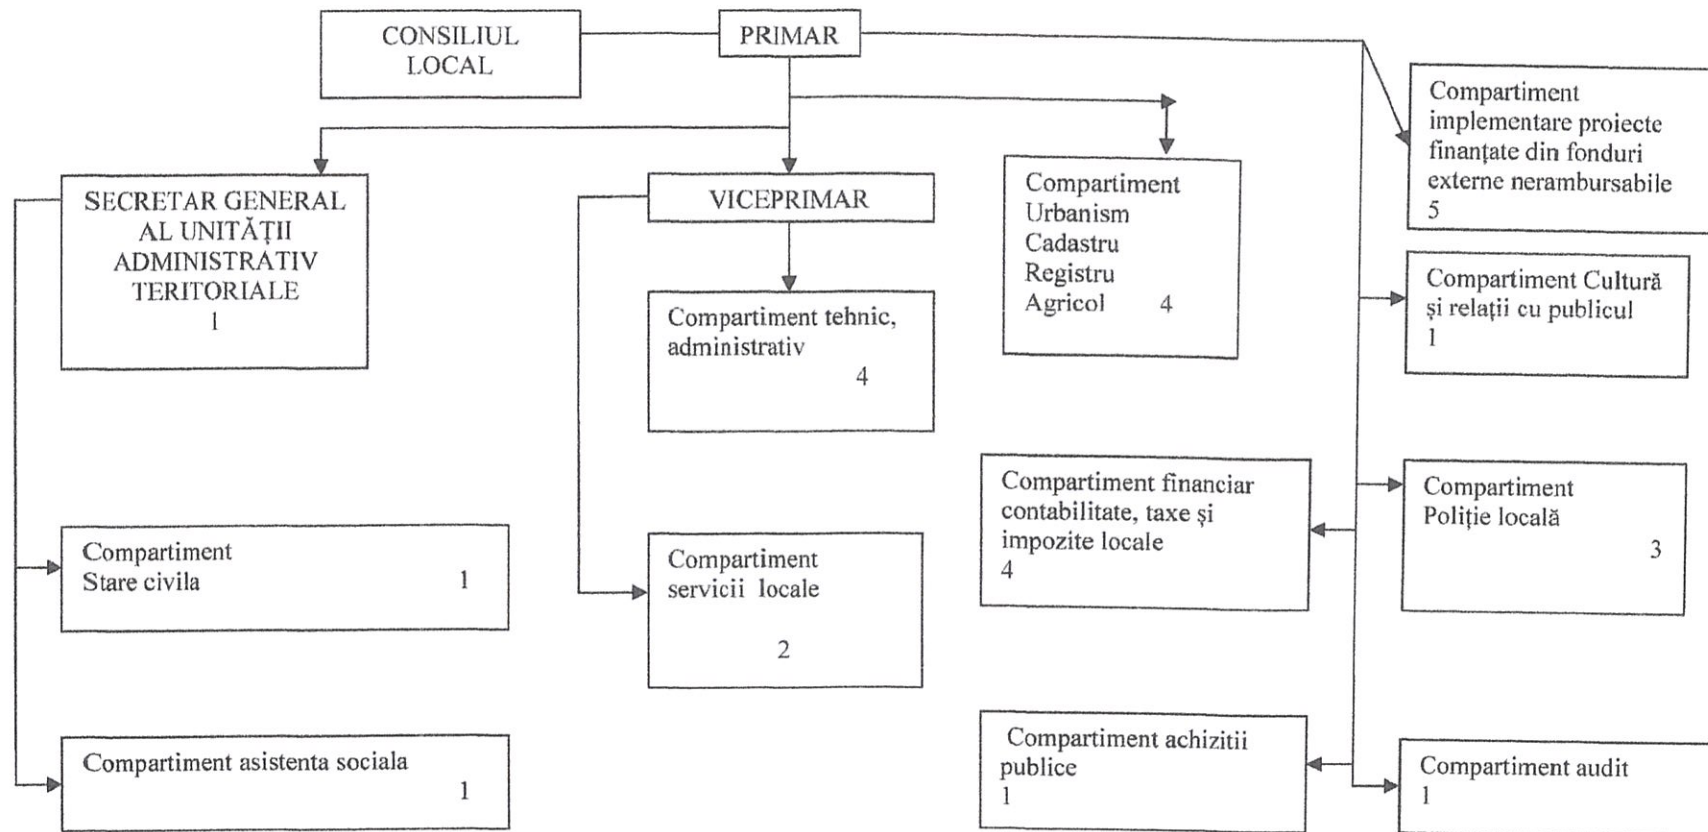 CONSILIUL
LOCAL
PRIMAR
Compartiment
implementare proiecte
finanțate din fonduri
externe nerambursabile
5
SECRETAR GENERAL
AL UNITĂȚII
ADMINISTRATIV
TERITORIALE
1
VICEPRIMAR
Compartiment
Urbanism
Cadastru
Registru
Agricol 4
Compartiment Cultură
și relații cu publicul
1
Compartiment tehnic,
administrativ
4
Compartiment financiar
contabilitate, taxe și
impozite locale
4
Compartiment
Poliție locală
3
Compartiment
Stare civila 1
Compartiment
servicii locale
2
Compartiment asistenta sociala
1
Compartiment achizitii
publice
1
Compartiment audit
1